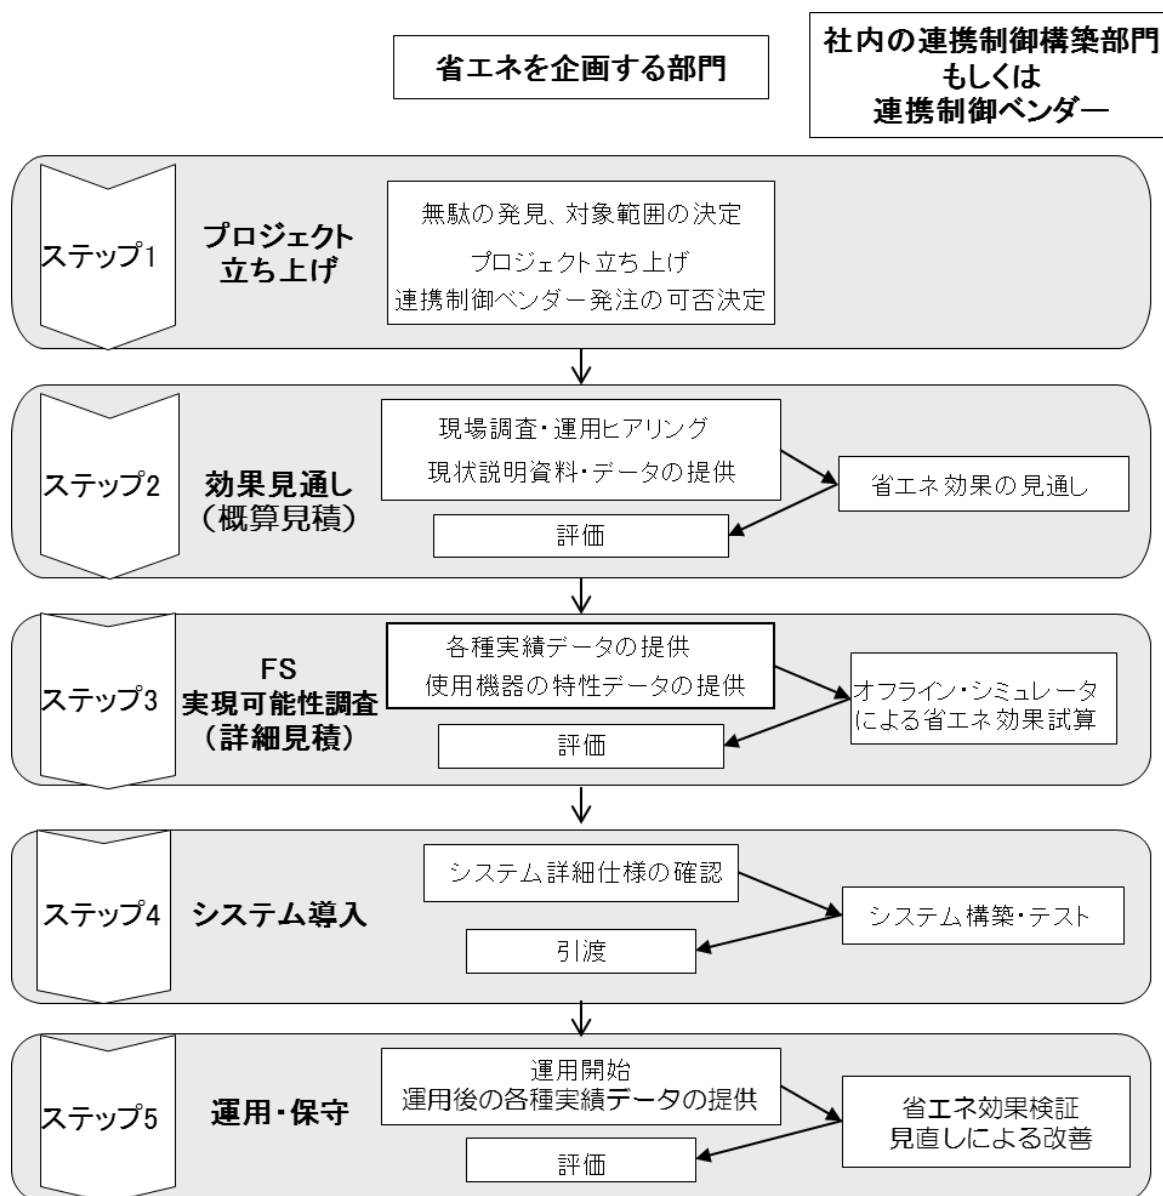 省エネを企画する部門
社内の連携制御構築部門
もしくは
連携制御ベンダー
ステップ1
プロジェクト
立ち上げ
無駄の発見、対象範囲の決定
プロジェクト立ち上げ
連携制御ベンダー発注の可否決定
ステップ2
効果見通し
(概算見積)
現場調査・運用ヒアリング
現状説明資料・データの提供
省エネ効果の見通し
評価
ステップ3
FS
実現可能性調査
(詳細見積)
各種実績データの提供
使用機器の特性データの提供
オフライン・シミュレータ
による省エネ効果試算
評価
ステップ4
システム導入
システム詳細仕様の確認
システム構築・テスト
引渡
ステップ5
運用・保守
運用開始
運用後の各種実績データの提供
省エネ効果検証
見直しによる改善
評価